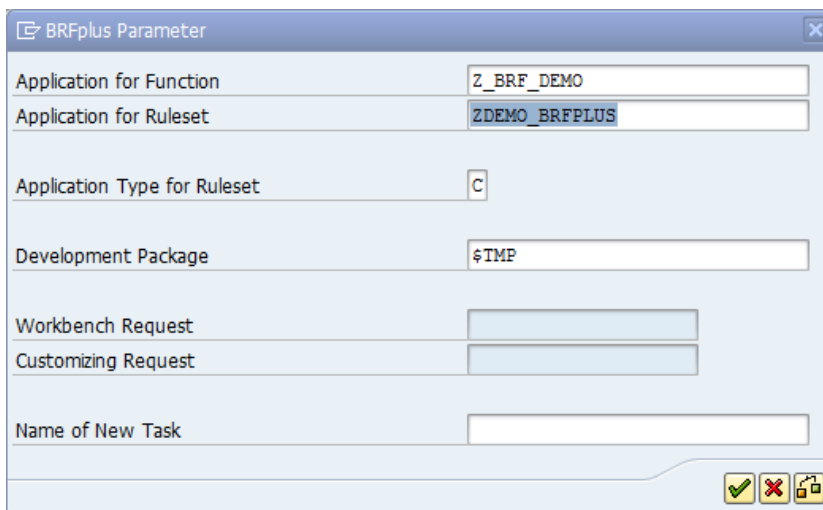 BRFplus Parameter
Application for Function Z_BRF_DEMO
Application for Ruleset ZDEMO_BRFPLUS
Application Type for Ruleset C
Development Package $TMP
Workbench Request
Customizing Request
Name of New Task